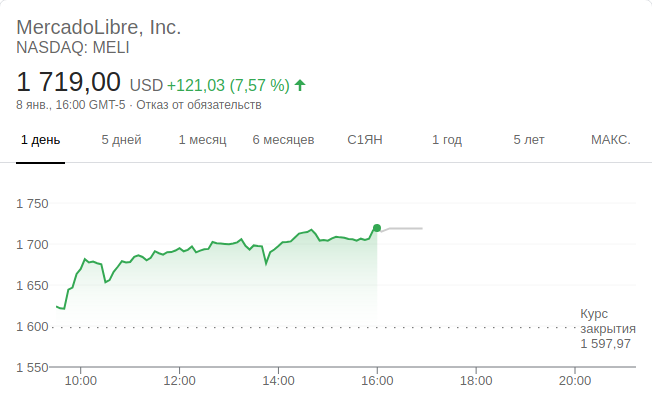 MercadoLibre, Inc.
NASDAQ: MELI
1 719,00 USD +121,03 (7,57 %)
8 янв., 16:00 GMT-5 · Отказ от обязательств
1 день 5 дней 1 месяц 6 месяцев С1ЯН 1 год 5 лет МАКС.
1 750
1 700
1 650
1 600
1 550
Курс
закрытия
1 597,97
10:00 12:00 14:00 16:00 18:00 20:00